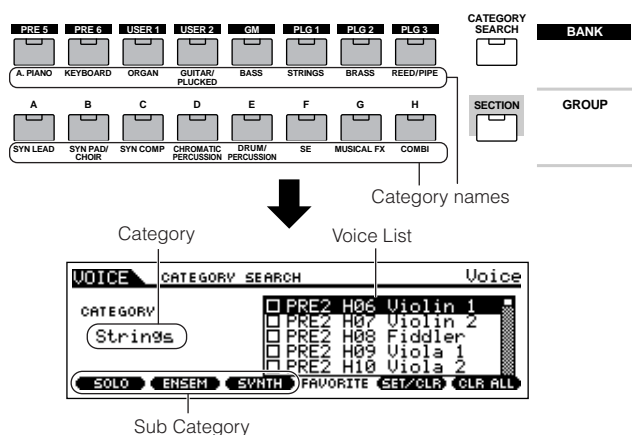 PRE 5 PRE 6 USER 1 USER 2 GM PLG 1 PLG 2 PLG 3
CATEGORY SEARCH
BANK
A. PIANO KEYBOARD ORGAN GUITAR/PLUCKED BASS STRINGS BRASS REED/PIPE
A B C D E F G H
SECTION
GROUP
SYN LEAD SYN PAD/CHOIR SYN COMP CHROMATIC PERCUSSION DRUM/PERCUSSION SE MUSICAL FX COMBI
Category names
Category
Voice List
VOICE CATEGORY SEARCH Voice
CATEGORY
Strings
PRE2 H06 Violin 1
PRE2 H07 Violin 2
PRE2 H08 Fiddler
PRE2 H09 Viola 1
PRE2 H10 Viola 2
SOLO ENSEM SYNTH FAVORITE SET/CLR CLR ALL
Sub Category